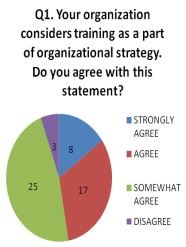 Q1. Your organization
considers training as a part
of organizational strategy.
Do you agree with this
statement?
3
8
25
17
STRONGLY
AGREE
AGREE
SOMEWHAT
AGREE
DISAGREE